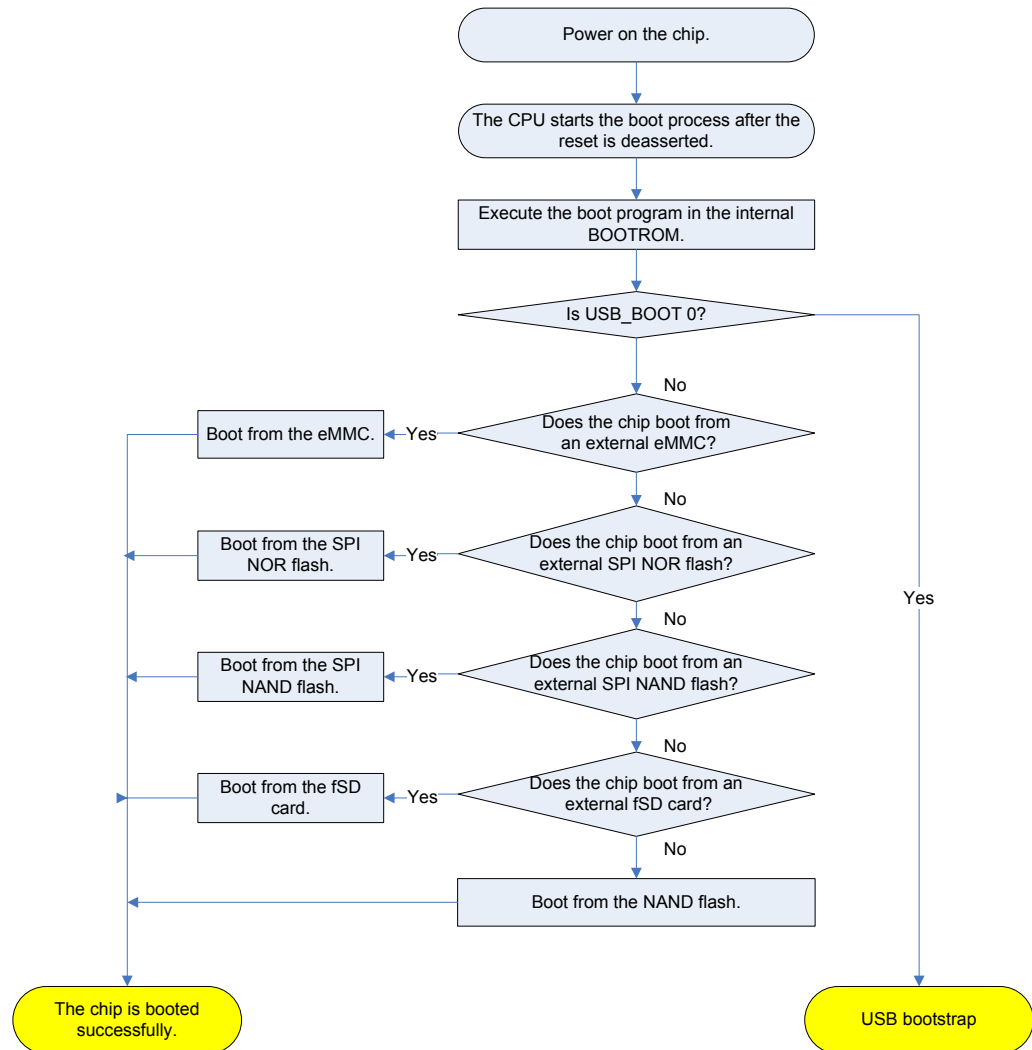 Power on the chip.
The CPU starts the boot process after the
reset is deasserted.
Execute the boot program in the internal
BOOTROM.
Is USB_BOOT 0?
No
Does the chip boot from
an external eMMC?
Yes
Boot from the eMMC.
No
Does the chip boot from an
external SPI NOR flash?
Yes
Boot from the SPI
NOR flash.
Yes
No
Does the chip boot from an
external SPI NAND flash?
Yes
Boot from the SPI
NAND flash.
No
Does the chip boot from an
external fSD card?
Yes
Boot from the fSD
card.
No
Boot from the NAND flash.
The chip is booted
successfully.
USB bootstrap